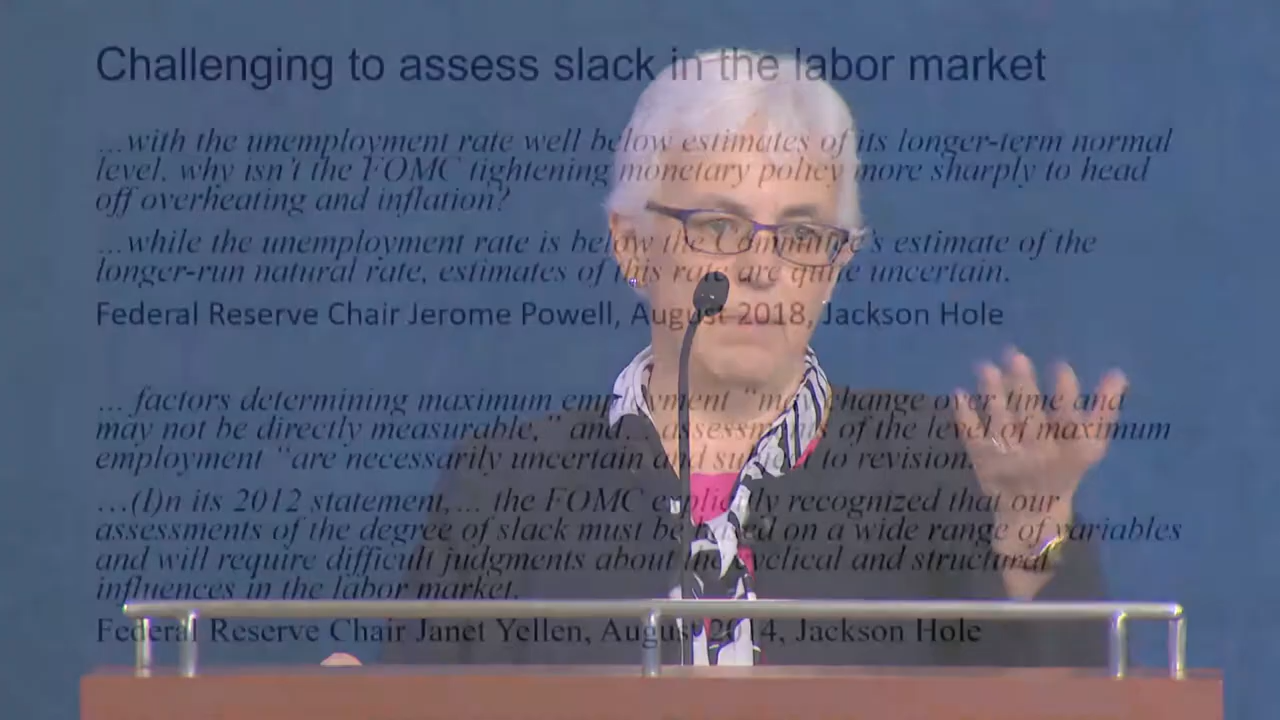 Challenging to assess slack in the labor market
…with the unemployment rate well below estimates of its longer-term normal
level, why isn't the FOMC tightening monetary policy more sharply to head
off overheating and inflation?
…while the unemployment rate is below the Committee's estimate of the
longer-run natural rate, estimates of this rate are quite uncertain.
Federal Reserve Chair Jerome Powell, August 2018, Jackson Hole
… factors determining maximum employment "may change over time and
may not be directly measurable," and… assessments of the level of maximum
employment "are necessarily uncertain and subject to revision.
…(I)n its 2012 statement,… the FOMC explicitly recognized that our
assessments of the degree of slack must be based on a wide range of variables
and will require difficult judgments about the cyclical and structural
influences in the labor market.
Federal Reserve Chair Janet Yellen, August 2014, Jackson Hole